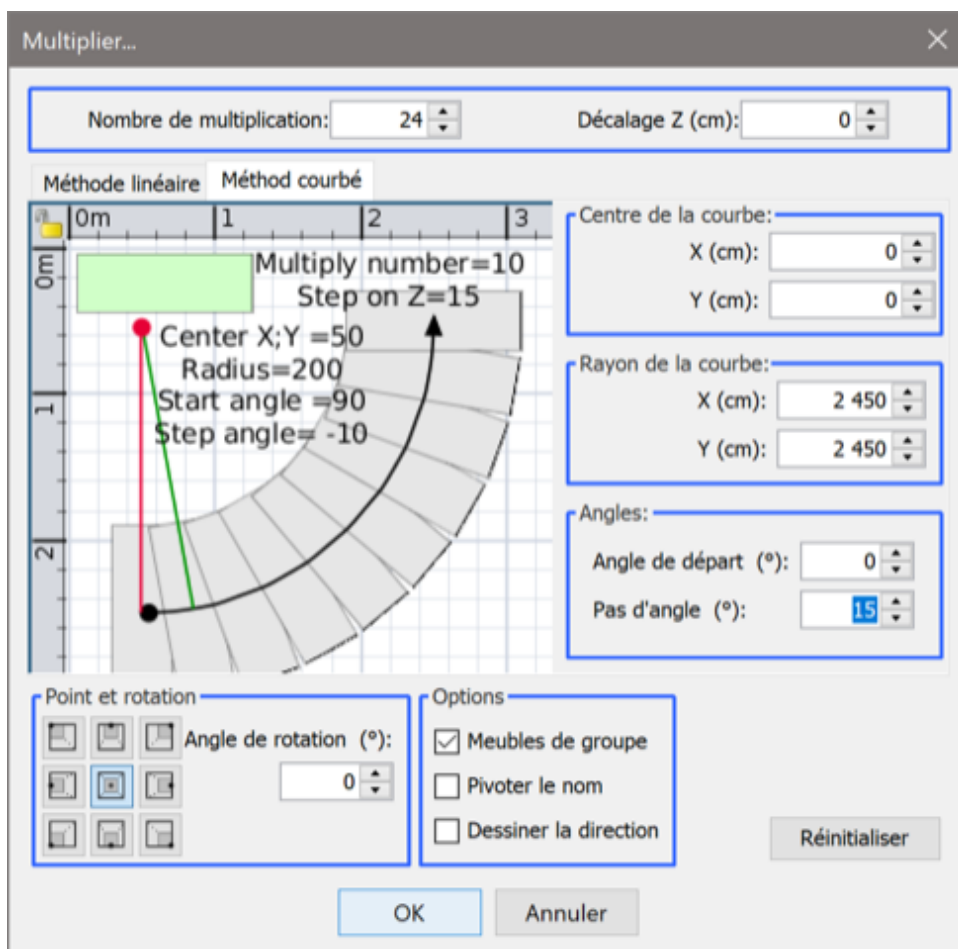 Multiplier...
Nombre de multiplication: 24 Décalage Z (cm): 0
Méthode linéaire Méthod courbé
0m 1 2 3
0m
1
2
Multiply number=10
Step on Z=15
Center X;Y =50
Radius=200
Start angle =90
Step angle= -10
Centre de la courbe:
X (cm): 0
Y (cm): 0
Rayon de la courbe:
X (cm): 2 450
Y (cm): 2 450
Angles:
Angle de départ (°): 0
Pas d'angle (°): 15
Point et rotation
Angle de rotation (°):
0
Options
Meubles de groupe
Pivoter le nom
Dessiner la direction
Réinitialiser
OK Annuler